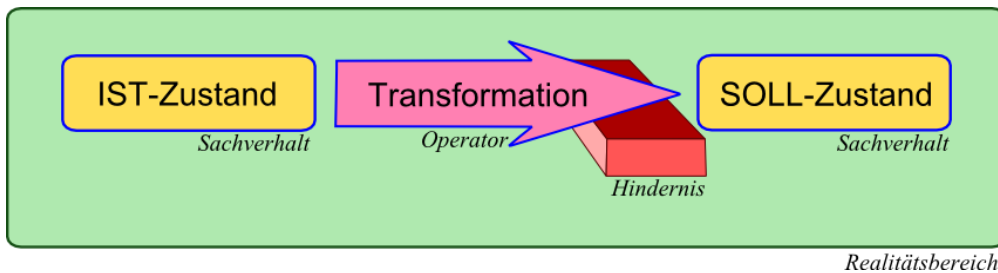 IST-Zustand
Transformation
SOLL-Zustand
Sachverhalt
Operator
Sachverhalt
Hindernis
Realitätsbereich